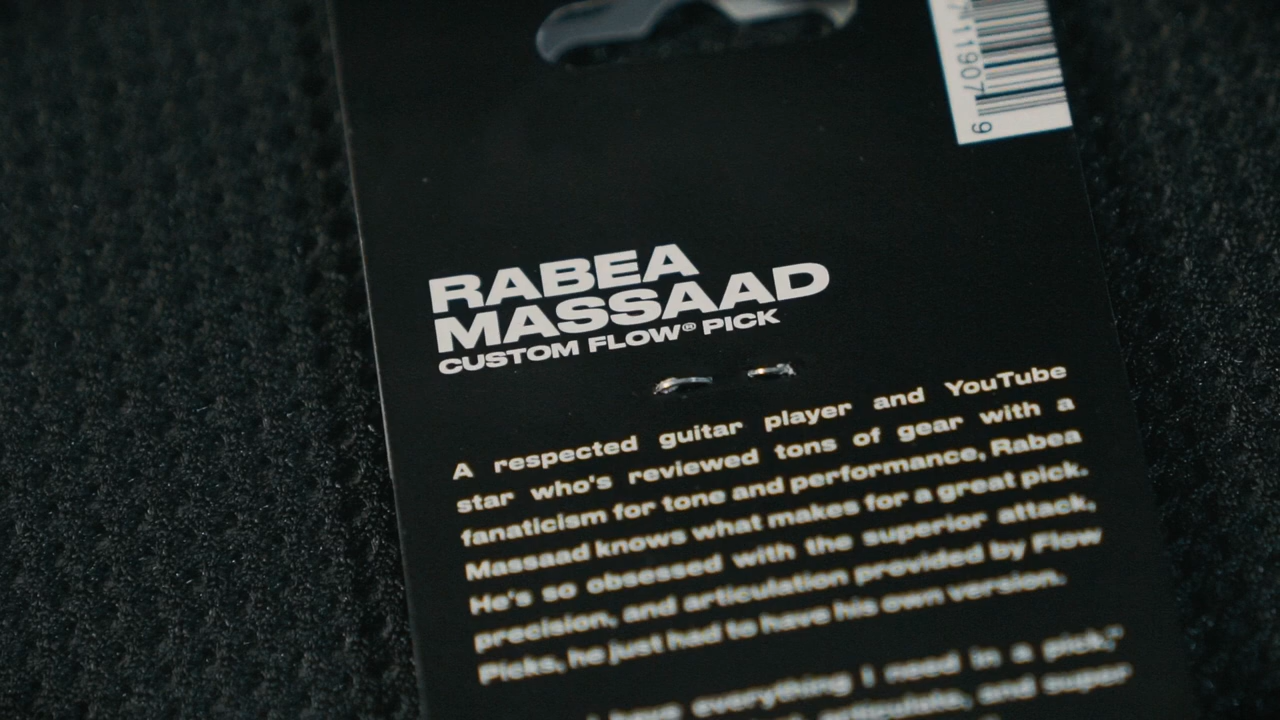 711907 9
RABEA
MASSAAD
CUSTOM FLOW® PICK
A respected guitar player and YouTube
star who's reviewed tons of gear with a
fanaticism for tone and performance, Rabea
Massaad knows what makes for a great pick.
He's so obsessed with the superior attack,
precision, and articulation provided by Flow
Picks, he just had to have his own version.
have everything I need in a pick,"
articulate, and super